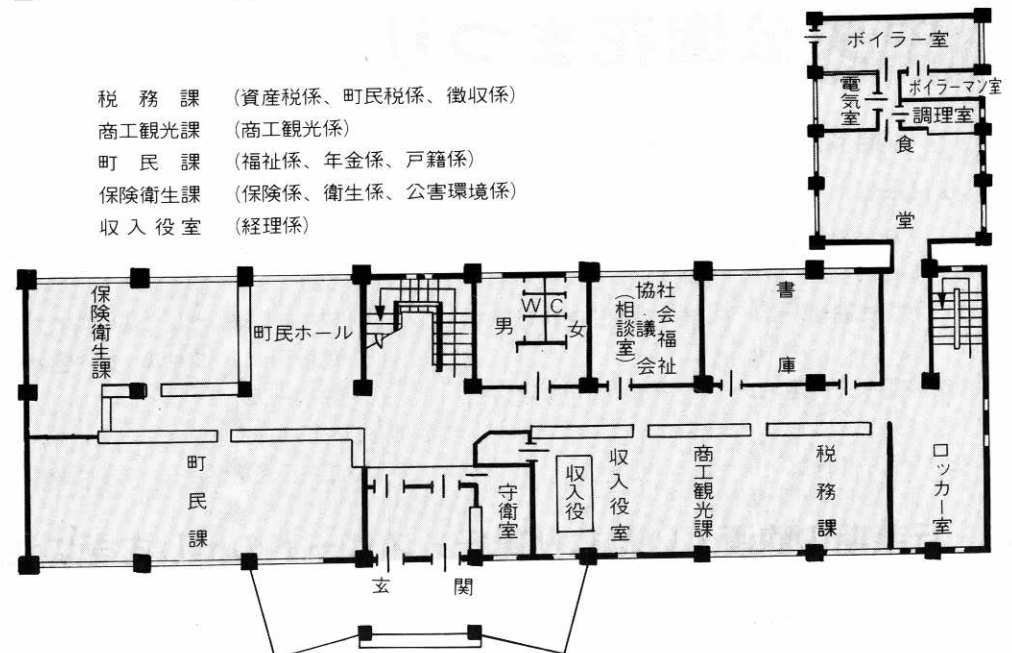 税務課 (資産税係、町民税係、徴収係)
商工観光課 (商工観光係)
町民課 (福祉係、年金係、戸籍係)
保険衛生課 (保険係、衛生係、公害環境係)
収入役室 (経理係)
ボイラー室
電気室
ボイラーマン室
調理室
食堂
保険衛生課
町民ホール
男
WC
女
社会福祉
協・議会
(相談室)
書庫
町民課
守衛室
収入役
収入役室
商工観光課
税務課
ロッカー室
玄関